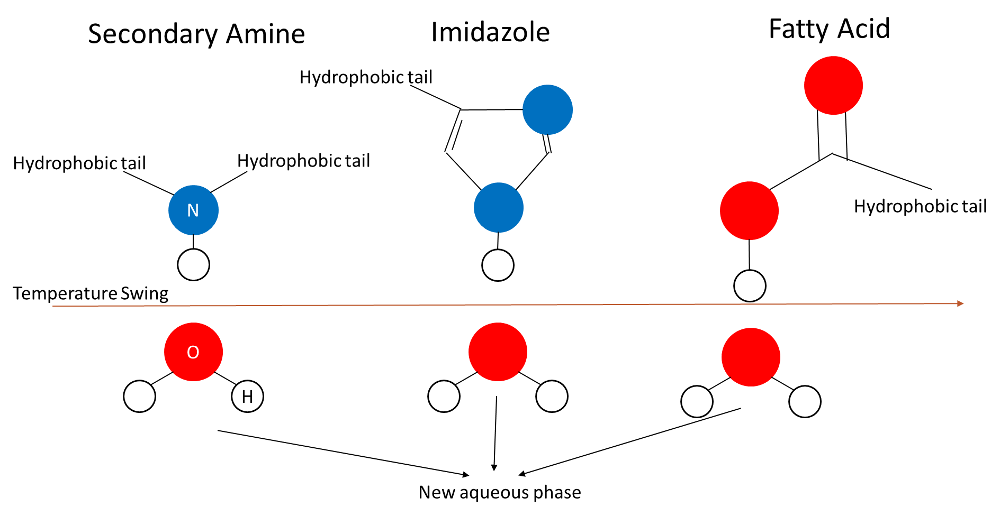 Secondary Amine
Imidazole
Fatty Acid
Hydrophobic tail
Hydrophobic tail
Hydrophobic tail
N
Hydrophobic tail
Temperature Swing
O
H
New aqueous phase